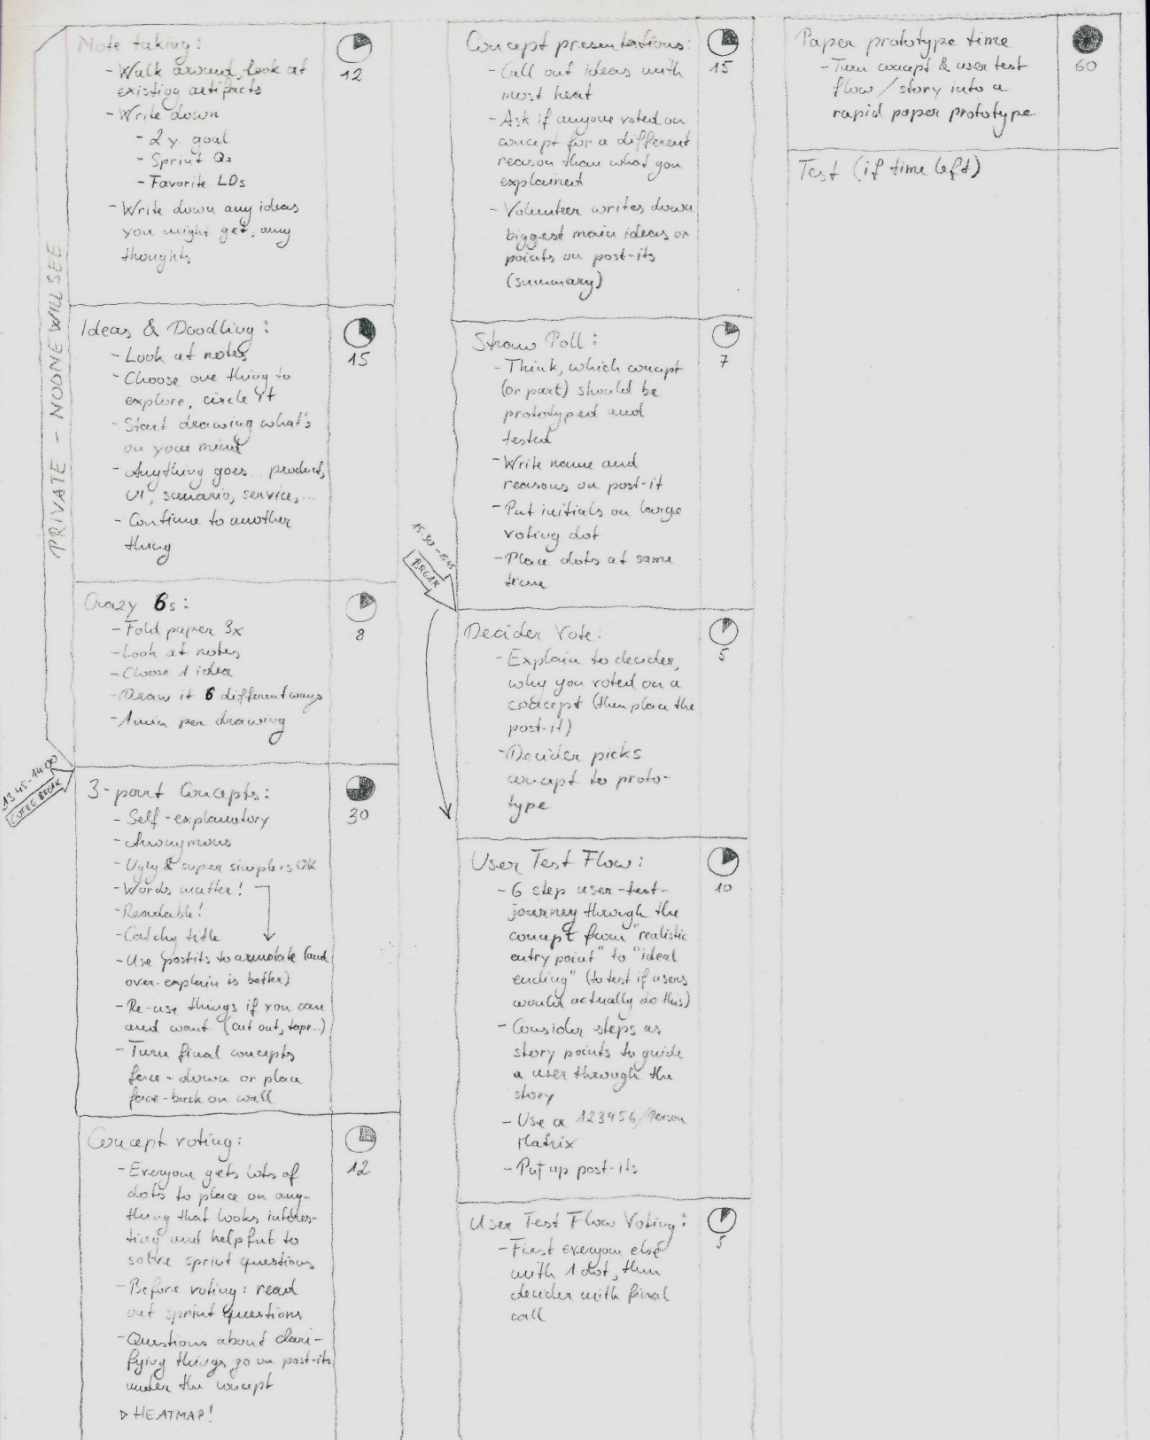 PRIVATE - NOONE WILL SEE
Note taking:
12
- Walk around, look at
existing artifacts
- Write down
- 2 y goal
- Sprint Qs
- Favorite LDs
- Write down any ideas
you might get, any
thoughts
Ideas & Doodling:
15
- Look at notes
- Choose one thing to
explore, circle it
- Start drawing what's
on your mind
- Anything goes... product,
UI, scenario, service,...
- Continue to another
thing
Crazy 6s:
8
- Fold paper 3x
- Look at notes
- Choose 1 idea
- Draw it 6 different ways
- 1 min per drawing
13 45 - 14 00
COFFEE BREAK
3-part Concepts:
30
- Self-explanatory
- Anonymous
- Ugly & super simple is OK
- Words matter!
- Readable!
- Catchy title
- Use postits to annotate (and
over-explain is better)
- Re-use things if you can
and want (cut out, tape...)
- Turn final concepts
face-down or place
face-back on wall
Concept voting:
12
- Everyone gets lots of
dots to place on any-
thing that looks interes-
ting and helpful to
solve sprint questions
- Before voting: read
out sprint questions
- Questions about clari-
fying things go on post-its
under the concept
▷ HEATMAP!
Concept presentations:
15
- Call out ideas with
most heat
- Ask if anyone voted on
concept for a different
reason than what you
explained
- Volunteer writes down
biggest main ideas or
points on post-its
(summary)
Straw Poll:
7
- Think, which concept
(or part) should be
prototyped and
tested
- Write name and
reasons on post-it
- Put initials on large
voting dot
- Place dots at same
time
BREAK
Decider Vote:
5
- Explain to decider,
why you voted on a
concept (then place the
post-it)
- Decider picks
concept to proto-
type
User Test Flow:
10
- 6 step user-test-
journey through the
concept from "realistic
entry point" to "ideal
ending" (to test if users
would actually do this)
- Consider steps as
story points to guide
a user through the
story
- Use a 123456/Person
Matrix
- Put up post-its
User Test Flow Voting:
5
- First everyone else
with 1 dot, then
decider with final
call
Paper prototype time
60
- Turn concept & user test
flow/story into a
rapid paper prototype
Test (if time left)